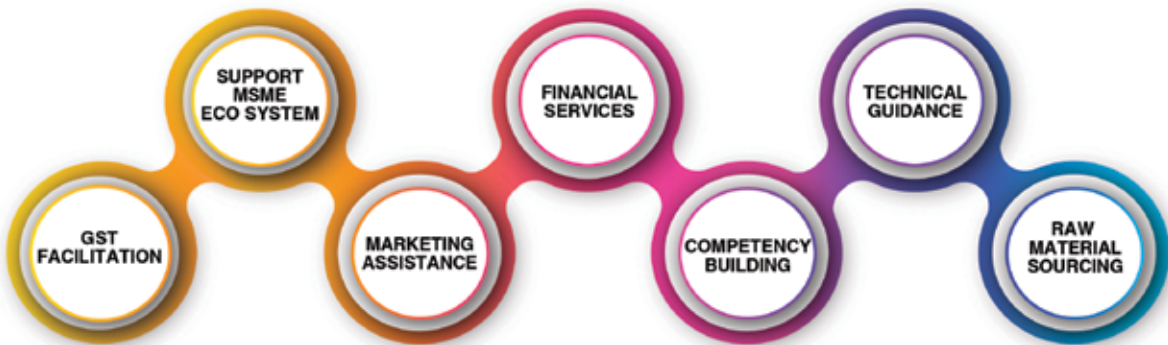 GST
FACILITATION
SUPPORT
MSME
ECO SYSTEM
MARKETING
ASSISTANCE
FINANCIAL
SERVICES
COMPETENCY
BUILDING
TECHNICAL
GUIDANCE
RAW
MATERIAL
SOURCING